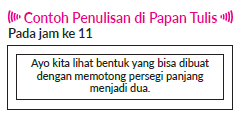 Contoh Penulisan di Papan Tulis
Pada jam ke 11
Ayo kita lihat bentuk yang bisa dibuat
dengan memotong persegi panjang
menjadi dua.